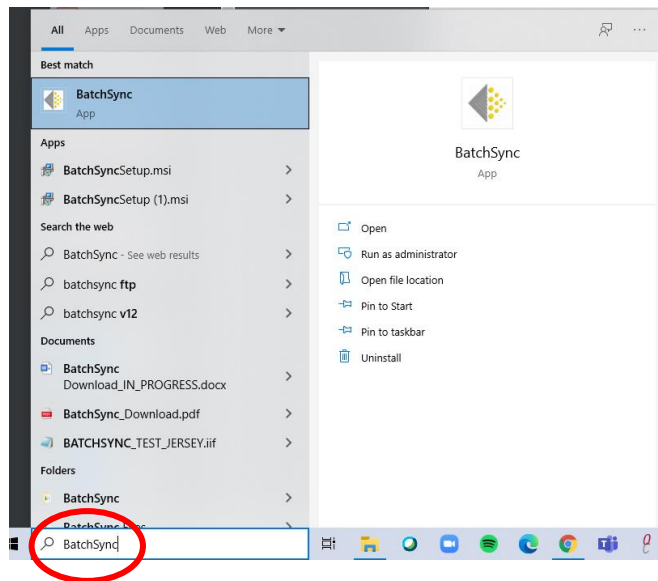 All Apps Documents Web More
Best match
BatchSync
App
Apps
BatchSyncSetup.msi
BatchSyncSetup (1).msi
Search the web
BatchSync - See web results
batchsync ftp
batchsync v12
Documents
BatchSync
Download_IN_PROGRESS.docx
BatchSync_Download.pdf
BATCHSYNC_TEST_JERSEY.iif
Folders
BatchSync
BatchSync
BatchSync
BatchSync
App
Open
Run as administrator
Open file location
Pin to Start
Pin to taskbar
Uninstall